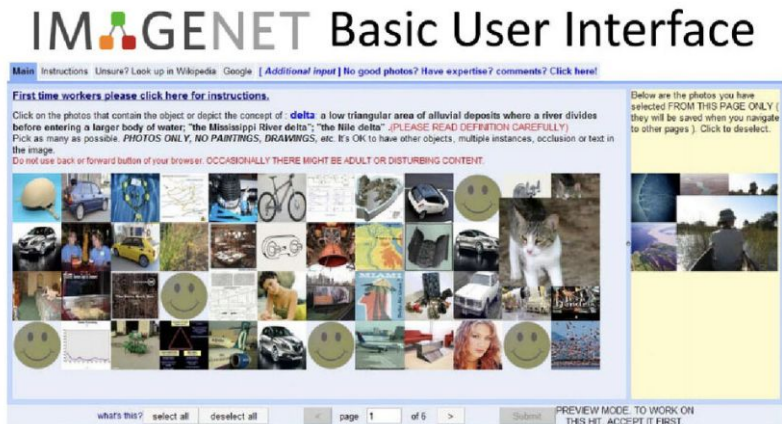 IMAGENET Basic User Interface
Main Instructions Unsure? Look up in Wikipedia Google [ Additional input ] No good photos? Have expertise? comments? Click here!
First time workers please click here for instructions.
Click on the photos that contain the object or depict the concept of : delta: a low triangular area of alluvial deposits where a river divides
before entering a larger body of water; "the Mississippi River delta"; "the Nile delta" .(PLEASE READ DEFINITION CAREFULLY)
Pick as many as possible. PHOTOS ONLY, NO PAINTINGS, DRAWINGS, etc. It's OK to have other objects, multiple instances, occlusion or text in
the image.
Do not use back or forward button of your browser. OCCASIONALLY THERE MIGHT BE ADULT OR DISTURBING CONTENT.
Below are the photos you have
selected FROM THIS PAGE ONLY (
they will be saved when you navigate
to other pages ). Click to deselect.
MIAMI
what's this? select all deselect all < page 1 of 6 > Submit
PREVIEW MODE. TO WORK ON
THIS HIT, ACCEPT IT FIRST.